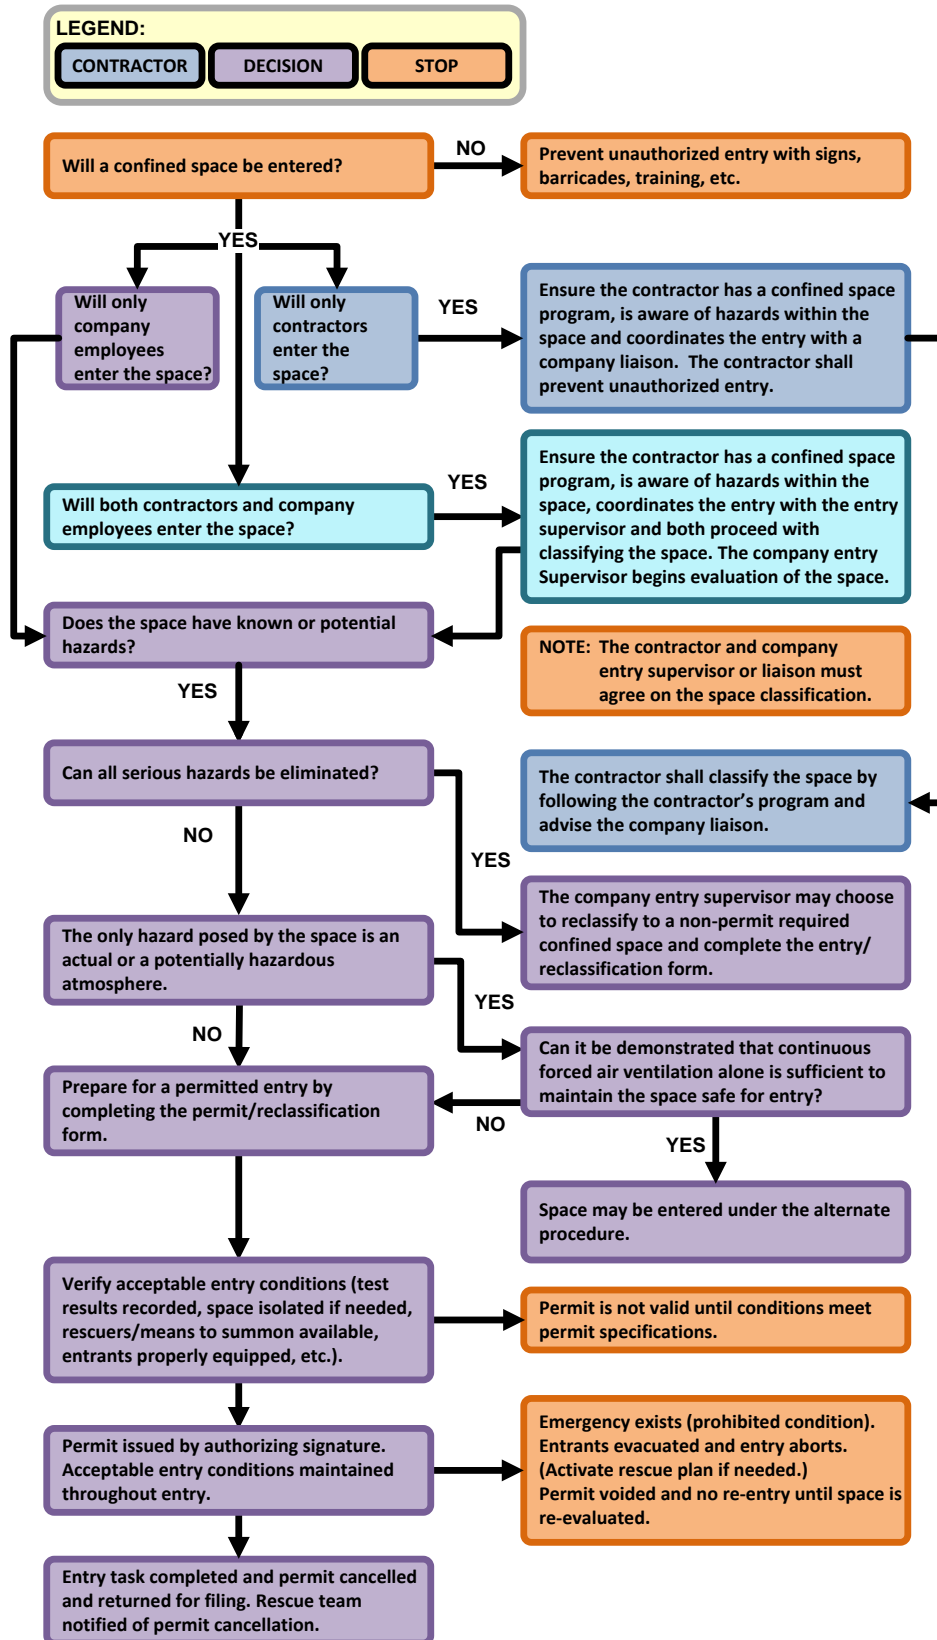 LEGEND:
CONTRACTOR
DECISION
STOP
Will a confined space be entered?
NO
Prevent unauthorized entry with signs,
barricades, training, etc.
YES
Will only
company
employees
enter the space?
Will only
contractors
enter the
space?
YES
Ensure the contractor has a confined space
program, is aware of hazards within the
space and coordinates the entry with a
company liaison.  The contractor shall
prevent unauthorized entry.
Will both contractors and company
employees enter the space?
YES
Ensure the contractor has a confined space
program, is aware of hazards within the
space, coordinates the entry with the entry
supervisor and both proceed with
classifying the space. The company entry
Supervisor begins evaluation of the space.
Does the space have known or potential
hazards?
NOTE:  The contractor and company
entry supervisor or liaison must
agree on the space classification.
YES
Can all serious hazards be eliminated?
The contractor shall classify the space by
following the contractor's program and
advise the company liaison.
NO
YES
The company entry supervisor may choose
to reclassify to a non-permit required
confined space and complete the entry/
reclassification form.
The only hazard posed by the space is an
actual or a potentially hazardous
atmosphere.
YES
NO
Can it be demonstrated that continuous
forced air ventilation alone is sufficient to
maintain the space safe for entry?
Prepare for a permitted entry by
completing the permit/reclassification
form.
NO
YES
Space may be entered under the alternate
procedure.
Verify acceptable entry conditions (test
results recorded, space isolated if needed,
rescuers/means to summon available,
entrants properly equipped, etc.).
Permit is not valid until conditions meet
permit specifications.
Permit issued by authorizing signature.
Acceptable entry conditions maintained
throughout entry.
Emergency exists (prohibited condition).
Entrants evacuated and entry aborts.
(Activate rescue plan if needed.)
Permit voided and no re-entry until space is
re-evaluated.
Entry task completed and permit cancelled
and returned for filing. Rescue team
notified of permit cancellation.